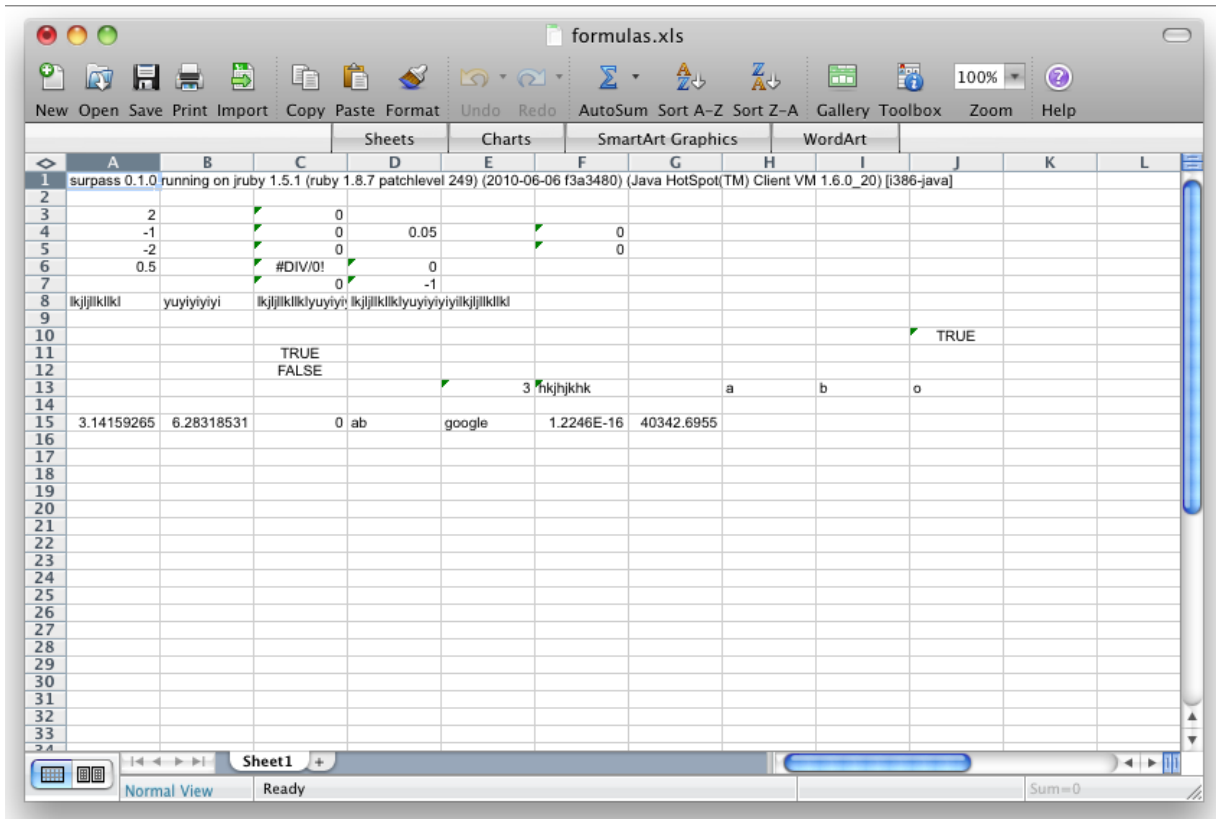 formulas.xls
100%
New Open Save Print Import Copy Paste Format Undo Redo AutoSum Sort A-Z Sort Z-A Gallery Toolbox Zoom Help
Sheets Charts SmartArt Graphics WordArt
A B C D E F G H I J K L
1 surpass 0.1.0 running on jruby 1.5.1 (ruby 1.8.7 patchlevel 249) (2010-06-06 f3a3480) (Java HotSpot(TM) Client VM 1.6.0_20) [i386-java]
2
3 2 0
4 -1 0 0.05 0
5 -2 0 0
6 0.5 #DIV/0! 0
7 0 -1
8 yuyiyiyiyi
9
10 TRUE
11 TRUE
12 FALSE
13 3 hkjhjkhk a b o
14
15 3.14159265 6.28318531 0 ab google 1.2246E-16 40342.6955
16
17
18
19
20
21
22
23
24
25
26
27
28
29
30
31
32
33
34
Sheet1 +
Normal View Ready Sum=0